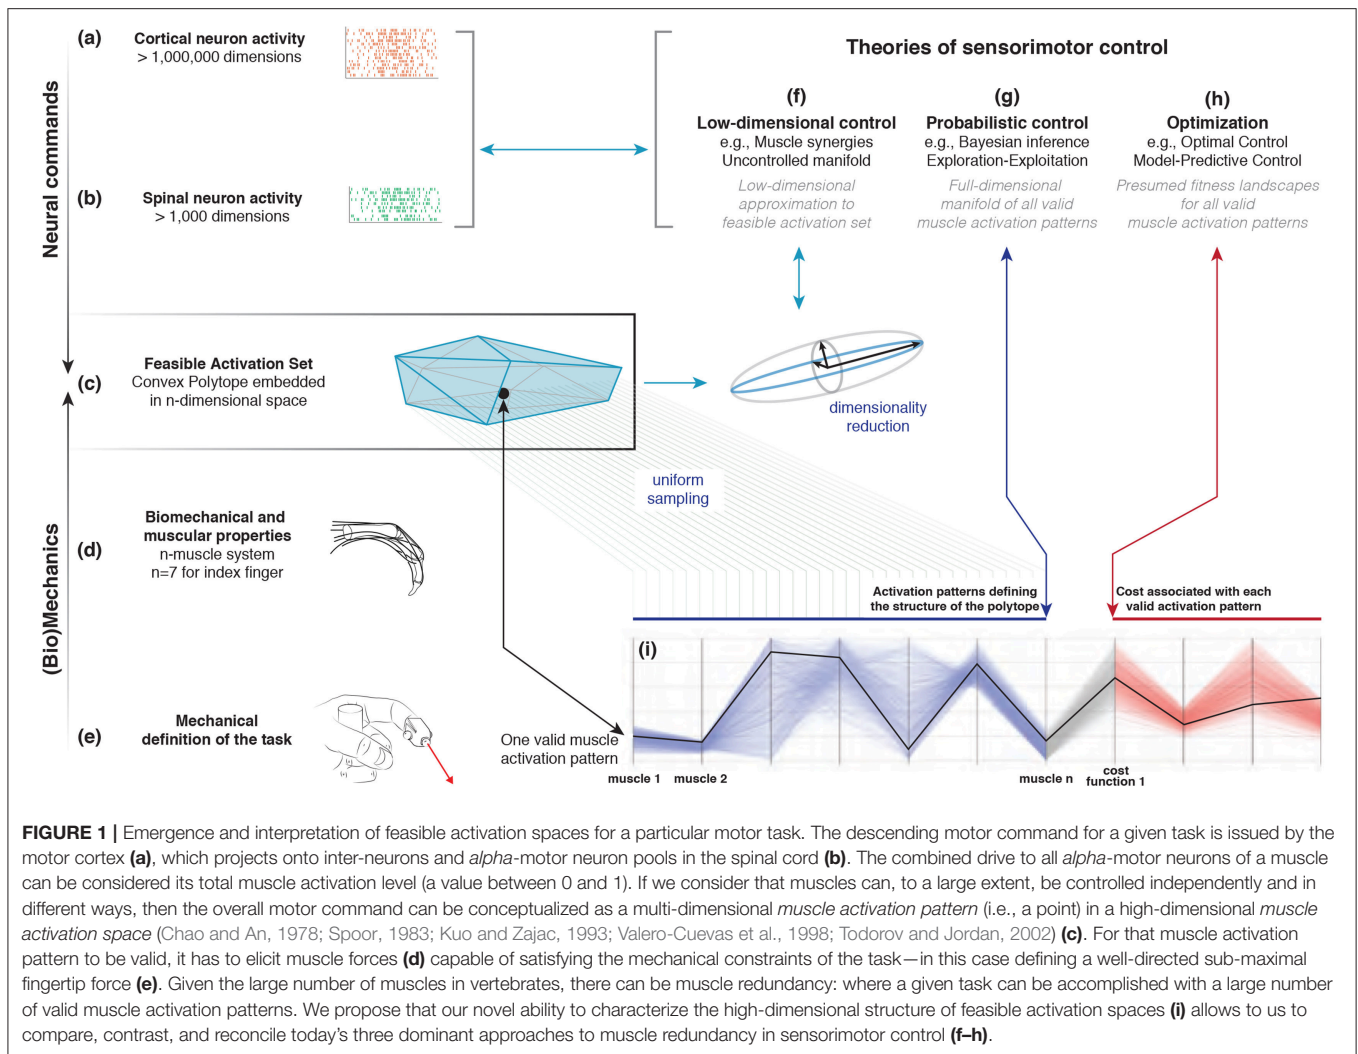 (a)
Cortical neuron activity
> 1,000,000 dimensions
Neural commands
(b)
Spinal neuron activity
> 1,000 dimensions
Theories of sensorimotor control
(f)
Low-dimensional control
e.g., Muscle synergies
Uncontrolled manifold
Low-dimensional
approximation to
feasible activation set
(g)
Probabilistic control
e.g., Bayesian inference
Exploration-Exploitation
Full-dimensional
manifold of all valid
muscle activation patterns
(h)
Optimization
e.g., Optimal Control
Model-Predictive Control
Presumed fitness landscapes
for all valid
muscle activation patterns
(c)
Feasible Activation Set
Convex Polytope embedded
in n-dimensional space
dimensionality
reduction
uniform
sampling
(Bio)Mechanics
(d)
Biomechanical and
muscular properties
n-muscle system
n=7 for index finger
Activation patterns defining
the structure of the polytope
Cost associated with each
valid activation pattern
(e)
Mechanical
definition of the task
(i)
One valid muscle
activation pattern
muscle 1
muscle 2
muscle n
cost
function 1
FIGURE 1 | Emergence and interpretation of feasible activation spaces for a particular motor task. The descending motor command for a given task is issued by the
motor cortex (a), which projects onto inter-neurons and alpha-motor neuron pools in the spinal cord (b). The combined drive to all alpha-motor neurons of a muscle
can be considered its total muscle activation level (a value between 0 and 1). If we consider that muscles can, to a large extent, be controlled independently and in
different ways, then the overall motor command can be conceptualized as a multi-dimensional muscle activation pattern (i.e., a point) in a high-dimensional muscle
activation space (Chao and An, 1978; Spoor, 1983; Kuo and Zajac, 1993; Valero-Cuevas et al., 1998; Todorov and Jordan, 2002) (c). For that muscle activation
pattern to be valid, it has to elicit muscle forces (d) capable of satisfying the mechanical constraints of the task—in this case defining a well-directed sub-maximal
fingertip force (e). Given the large number of muscles in vertebrates, there can be muscle redundancy: where a given task can be accomplished with a large number
of valid muscle activation patterns. We propose that our novel ability to characterize the high-dimensional structure of feasible activation spaces (i) allows to us to
compare, contrast, and reconcile today's three dominant approaches to muscle redundancy in sensorimotor control (f–h).